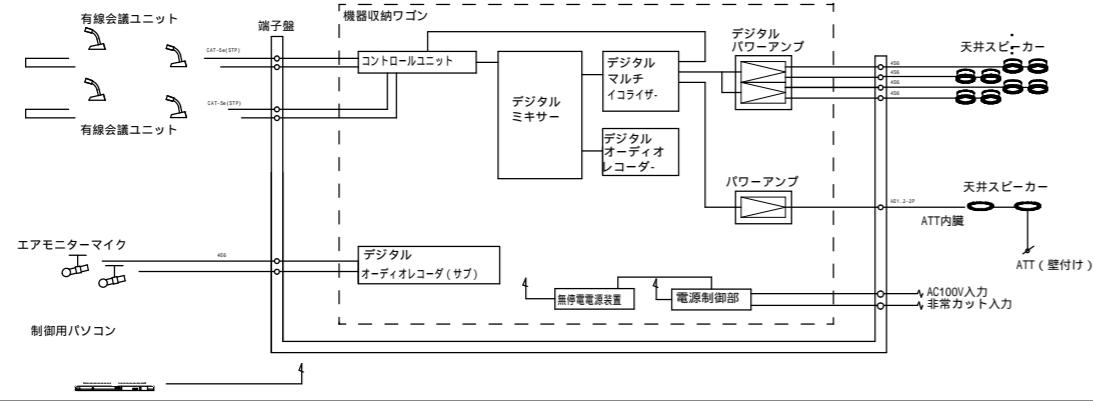 有線会議ユニット
端子盤
機器収納ワゴン
CAT-5e(STP)
コントロールユニット
CAT-5e(STP)
有線会議ユニット
デジタル
ミキサー
デジタル
マルチ
イコライザ-
デジタル
オーディオ
レコーダ-
デジタル
パワーアンプ
天井スピーカー
4S6
4S6
4S6
4S6
パワーアンプ
天井スピーカー
ATT内臓
ATT（壁付け）
エアモニターマイク
4S6
デジタル
オーディオレコーダ（サブ）
無停電電源装置
電源制御部
AC100V入力
非常カット入力
制御用パソコン